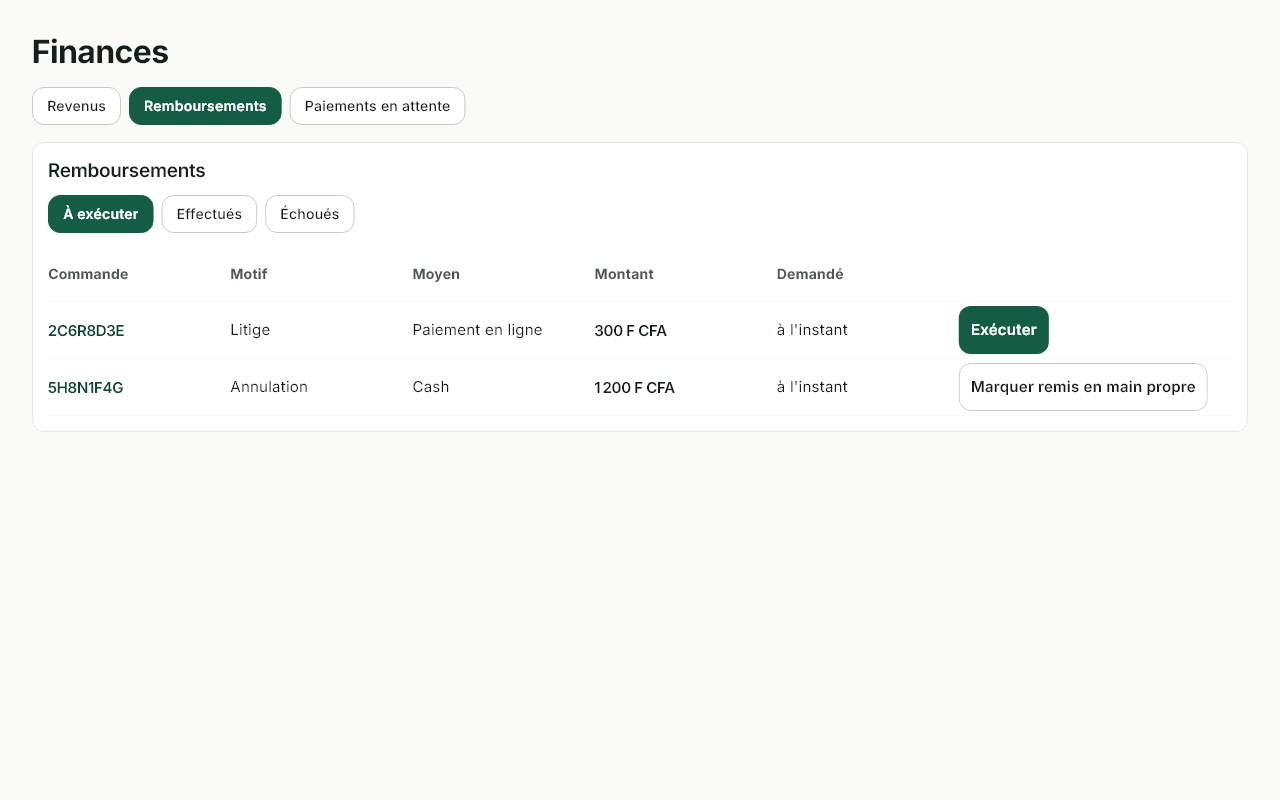 Finances
Revenus Remboursements Paiements en attente
Remboursements
À exécuter Effectués Échoués
Commande Motif Moyen Montant Demandé
2C6R8D3E Litige Paiement en ligne 300 F CFA à l'instant Exécuter
5H8N1F4G Annulation Cash 1 200 F CFA à l'instant Marquer remis en main propre